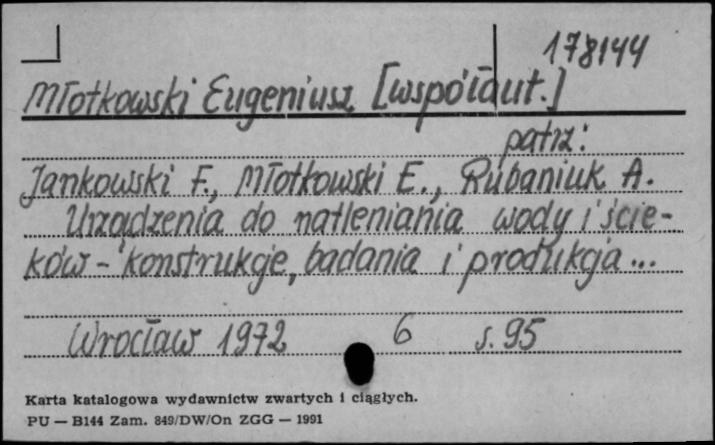 178144
Młotkowski Eugeniusz [współaut.]
patrz:
Jankowski F., Młotkowski E., Rubaniuk A.
Urządzenia do natleniania wody i ście-
ków - konstrukcje, badania i produkcja...
Wrocław 1972 6 s. 95
Karta katalogowa wydawnictw zwartych i ciągłych.
PU — B144 Zam. 849/DW/On ZGG — 1991